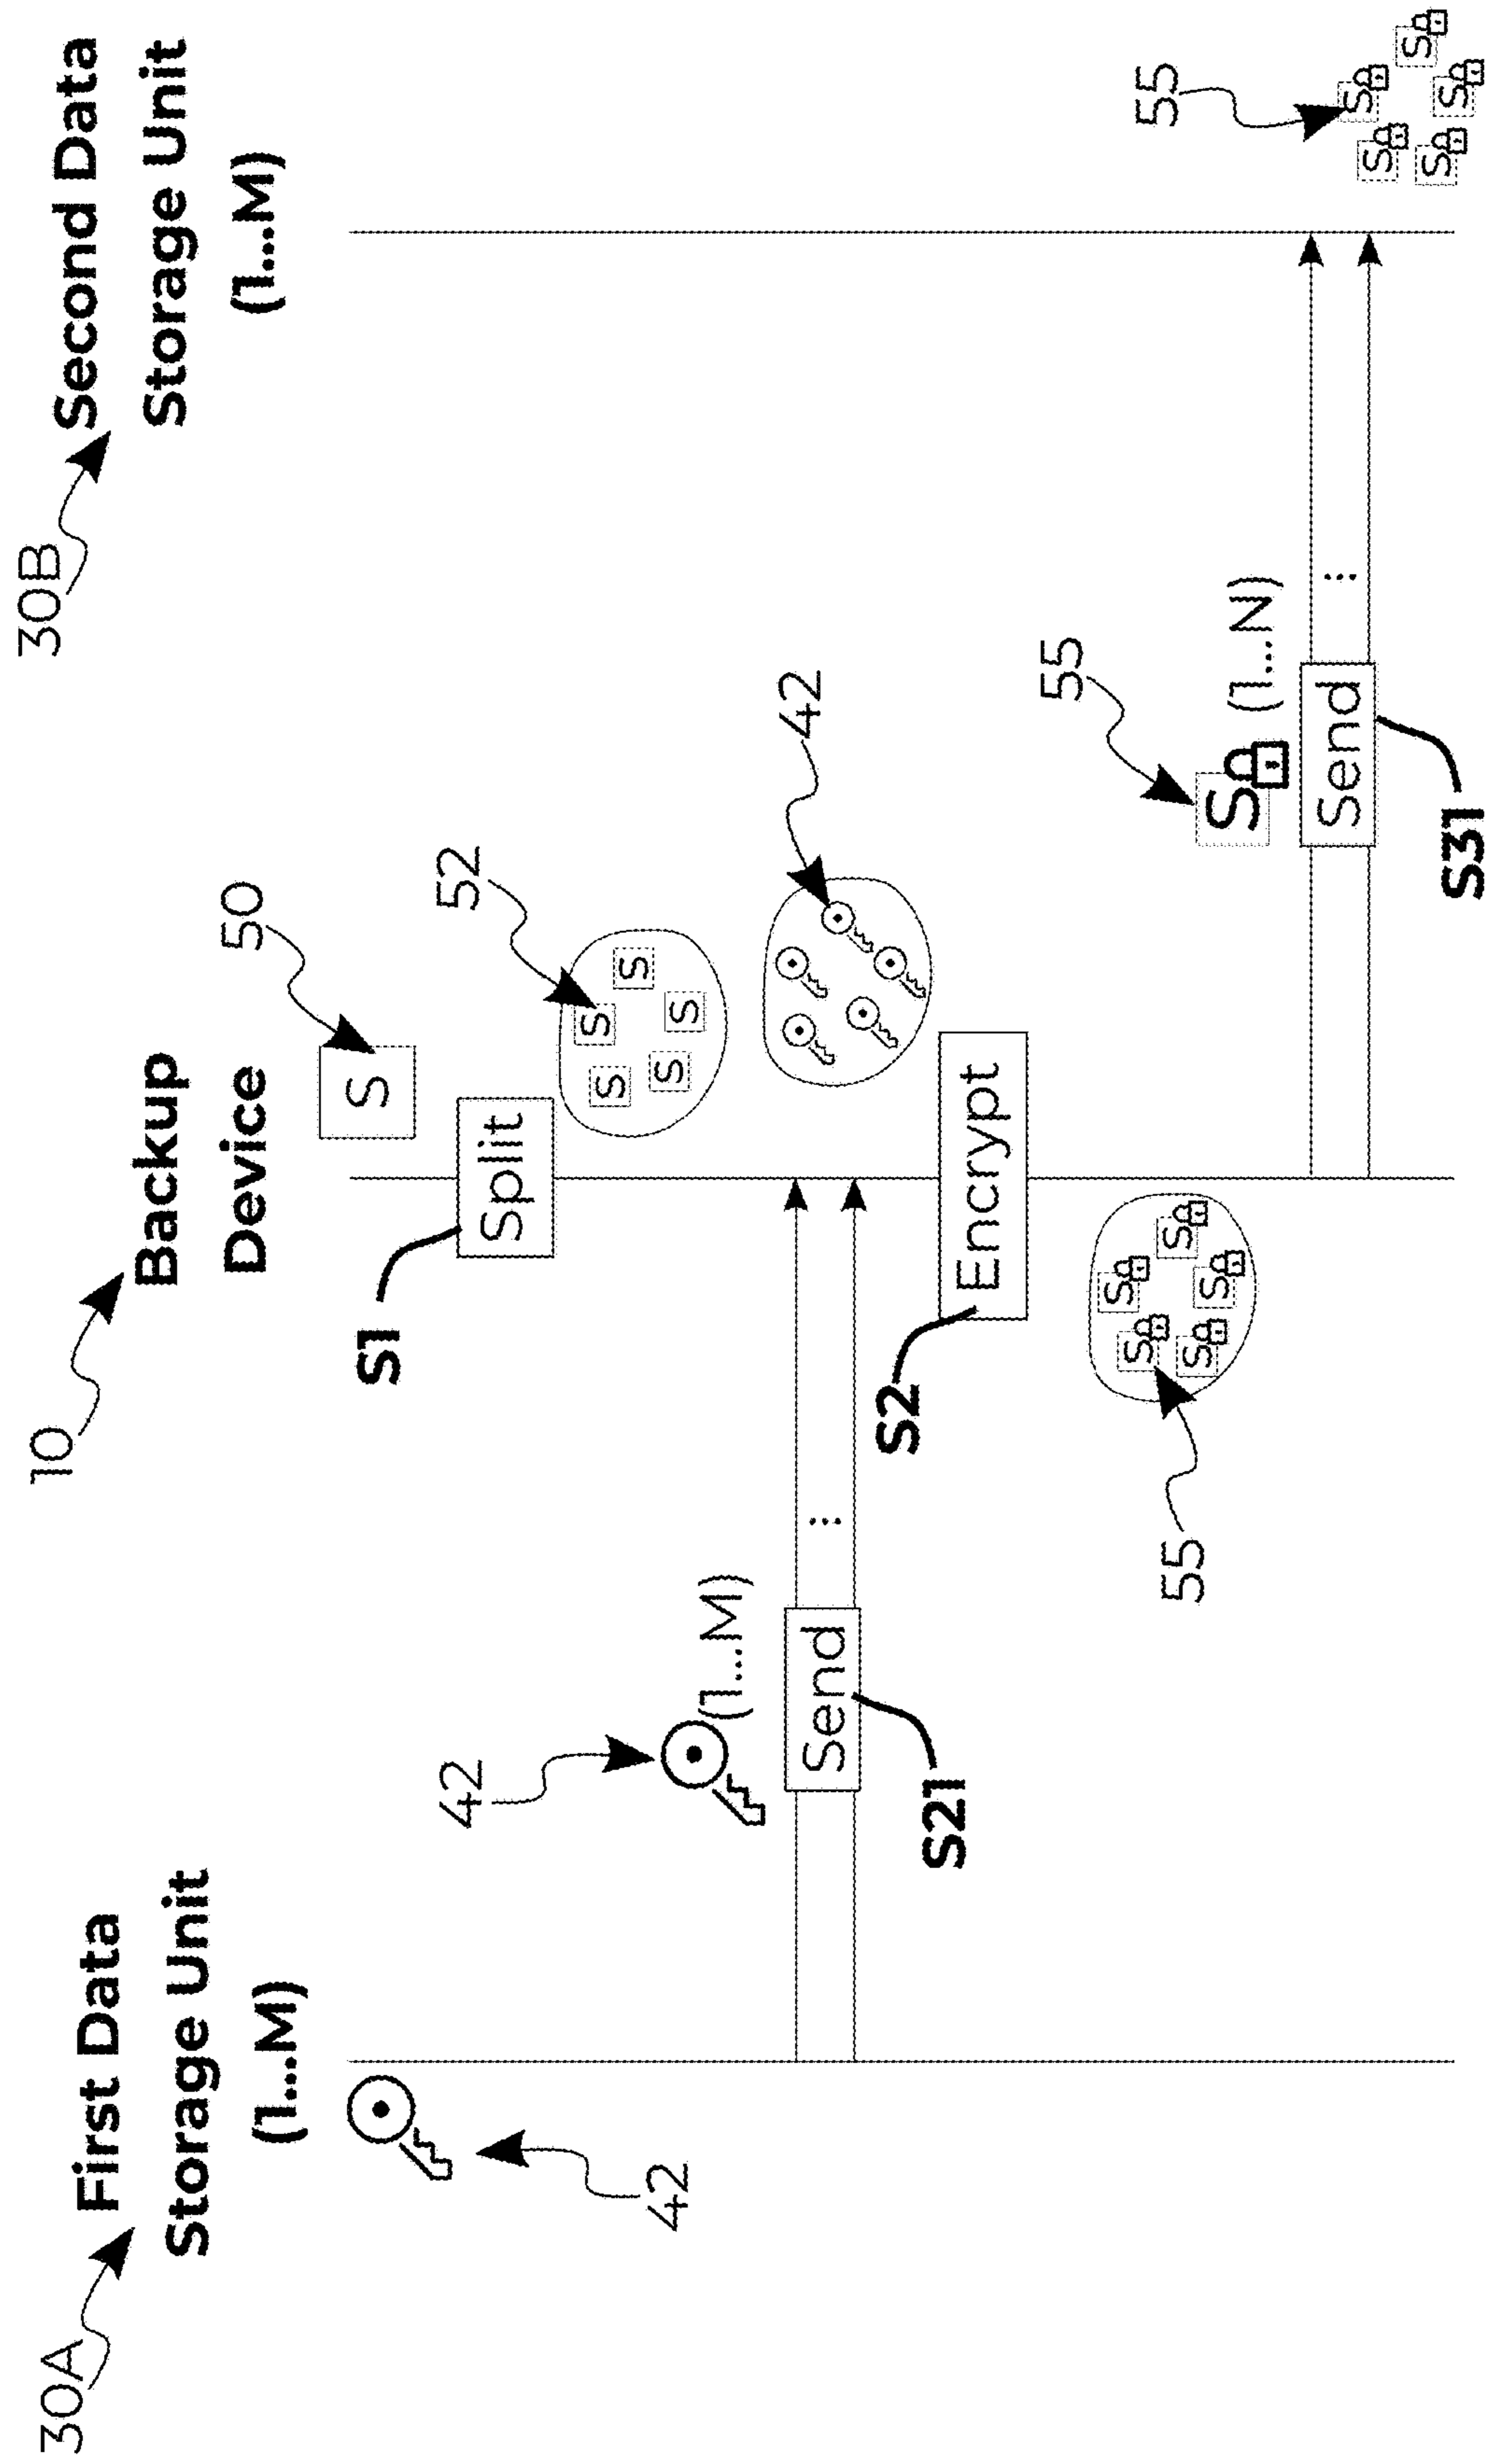 30A
First Data
Storage Unit
(1...M)
10
Backup
Device
30B
Second Data
Storage Unit
(1...M)
42
S
50
S1
Split
S
S
S
S
S
52
42
(1...M)
Send
...
S21
42
S2
Encrypt
55
S
S
S
S
S
55
S
(1...N)
Send
...
S31
55
S
S
S
S
S